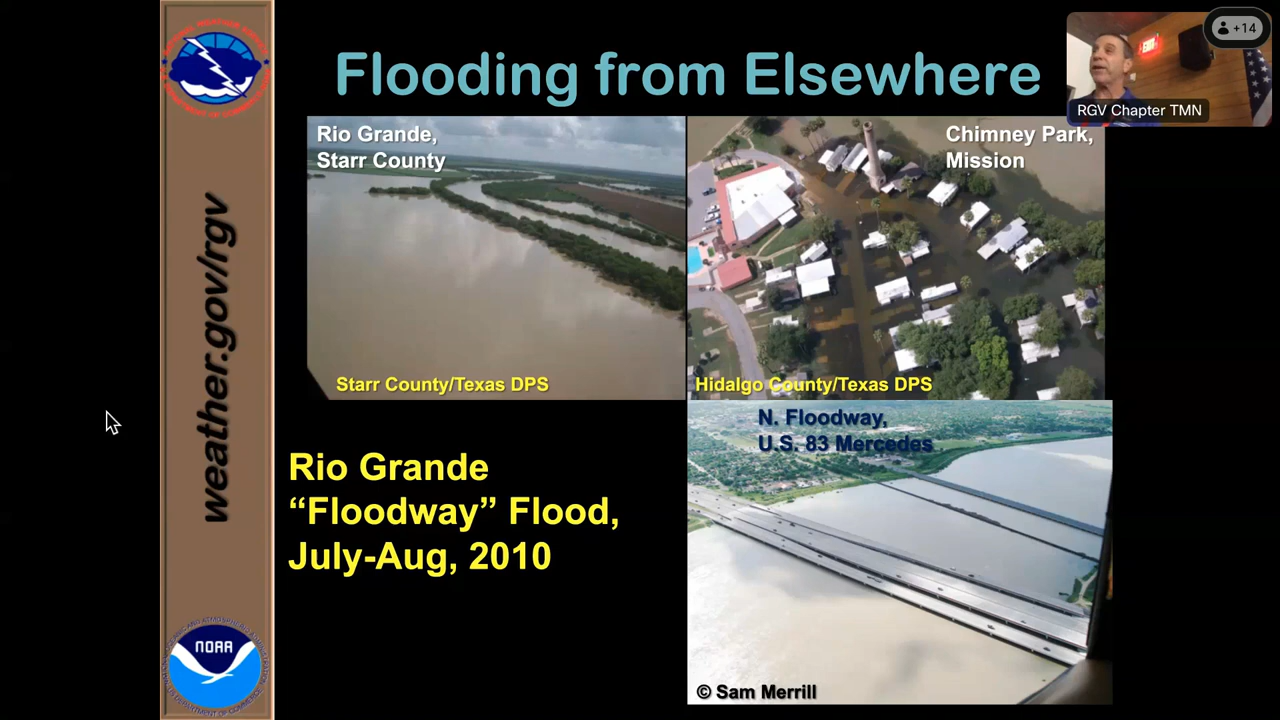 Flooding from Elsewhere
+14
RGV Chapter TMN
weather.gov/rgv
Rio Grande,
Starr County
Starr County/Texas DPS
Chimney Park,
Mission
Hidalgo County/Texas DPS
N. Floodway,
U.S. 83 Mercedes
© Sam Merrill
Rio Grande
“Floodway” Flood,
July-Aug, 2010
NOAA
EXIT